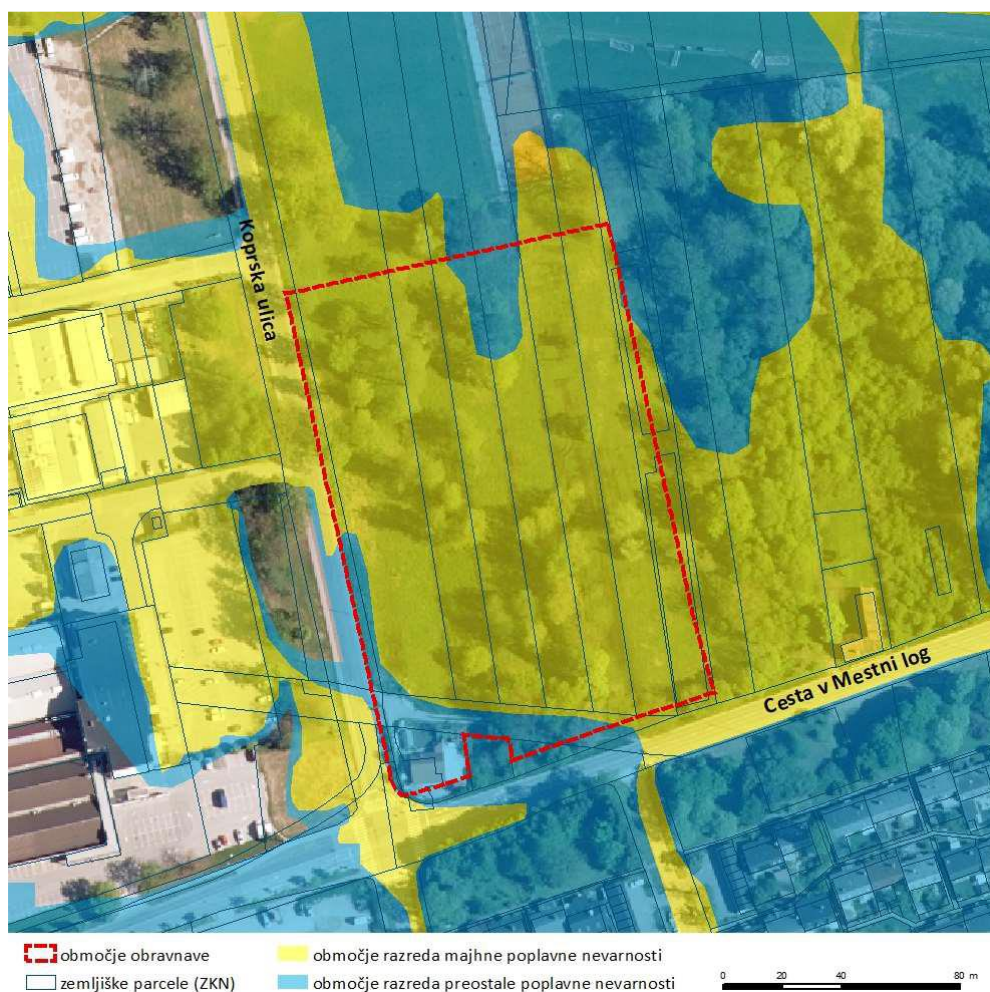 Koprska ulica
Cesta v Mestni log
območje obravnave
območje razreda majhne poplavne nevarnosti
zemljiške parcele (ZKN)
območje razreda preostale poplavne nevarnosti
0 20 40 80 m